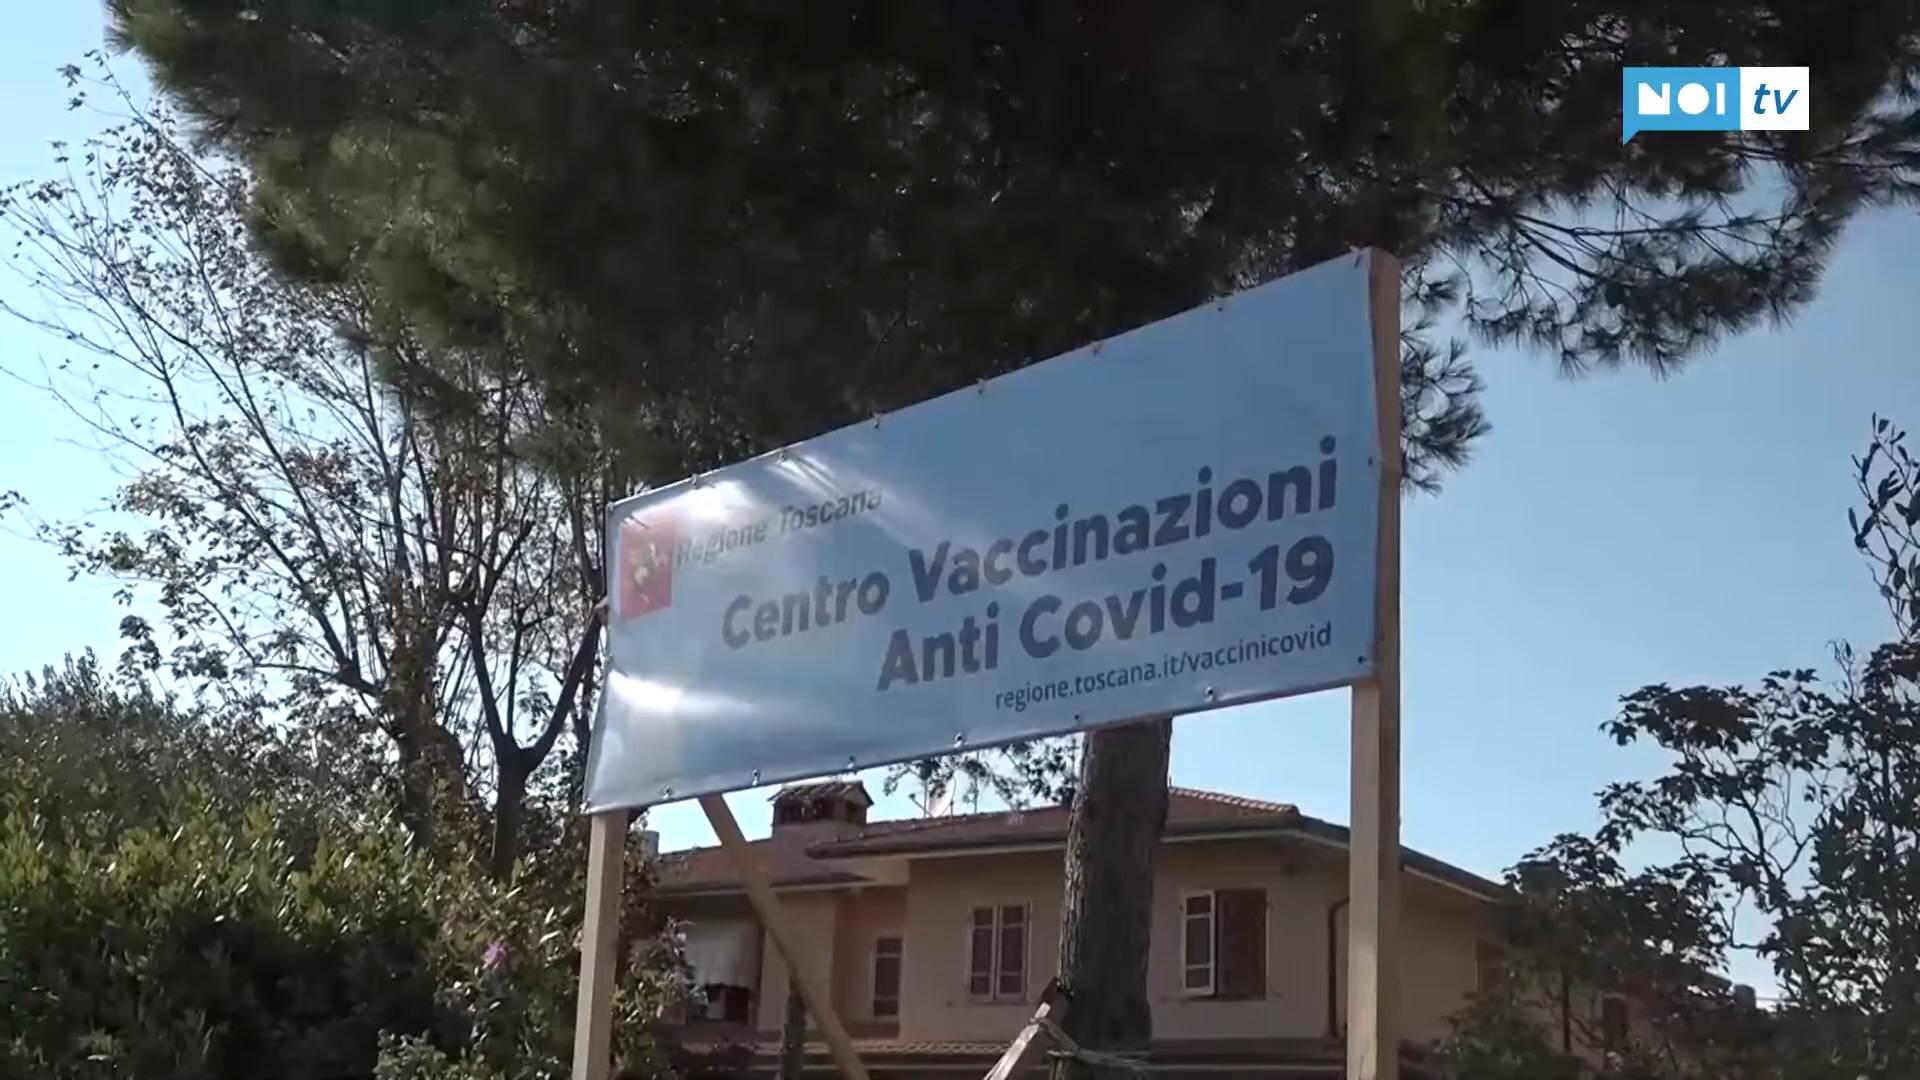 NOI tv
Regione Toscana
Centro Vaccinazioni
Anti Covid-19
regione.toscana.it/vaccinicovid